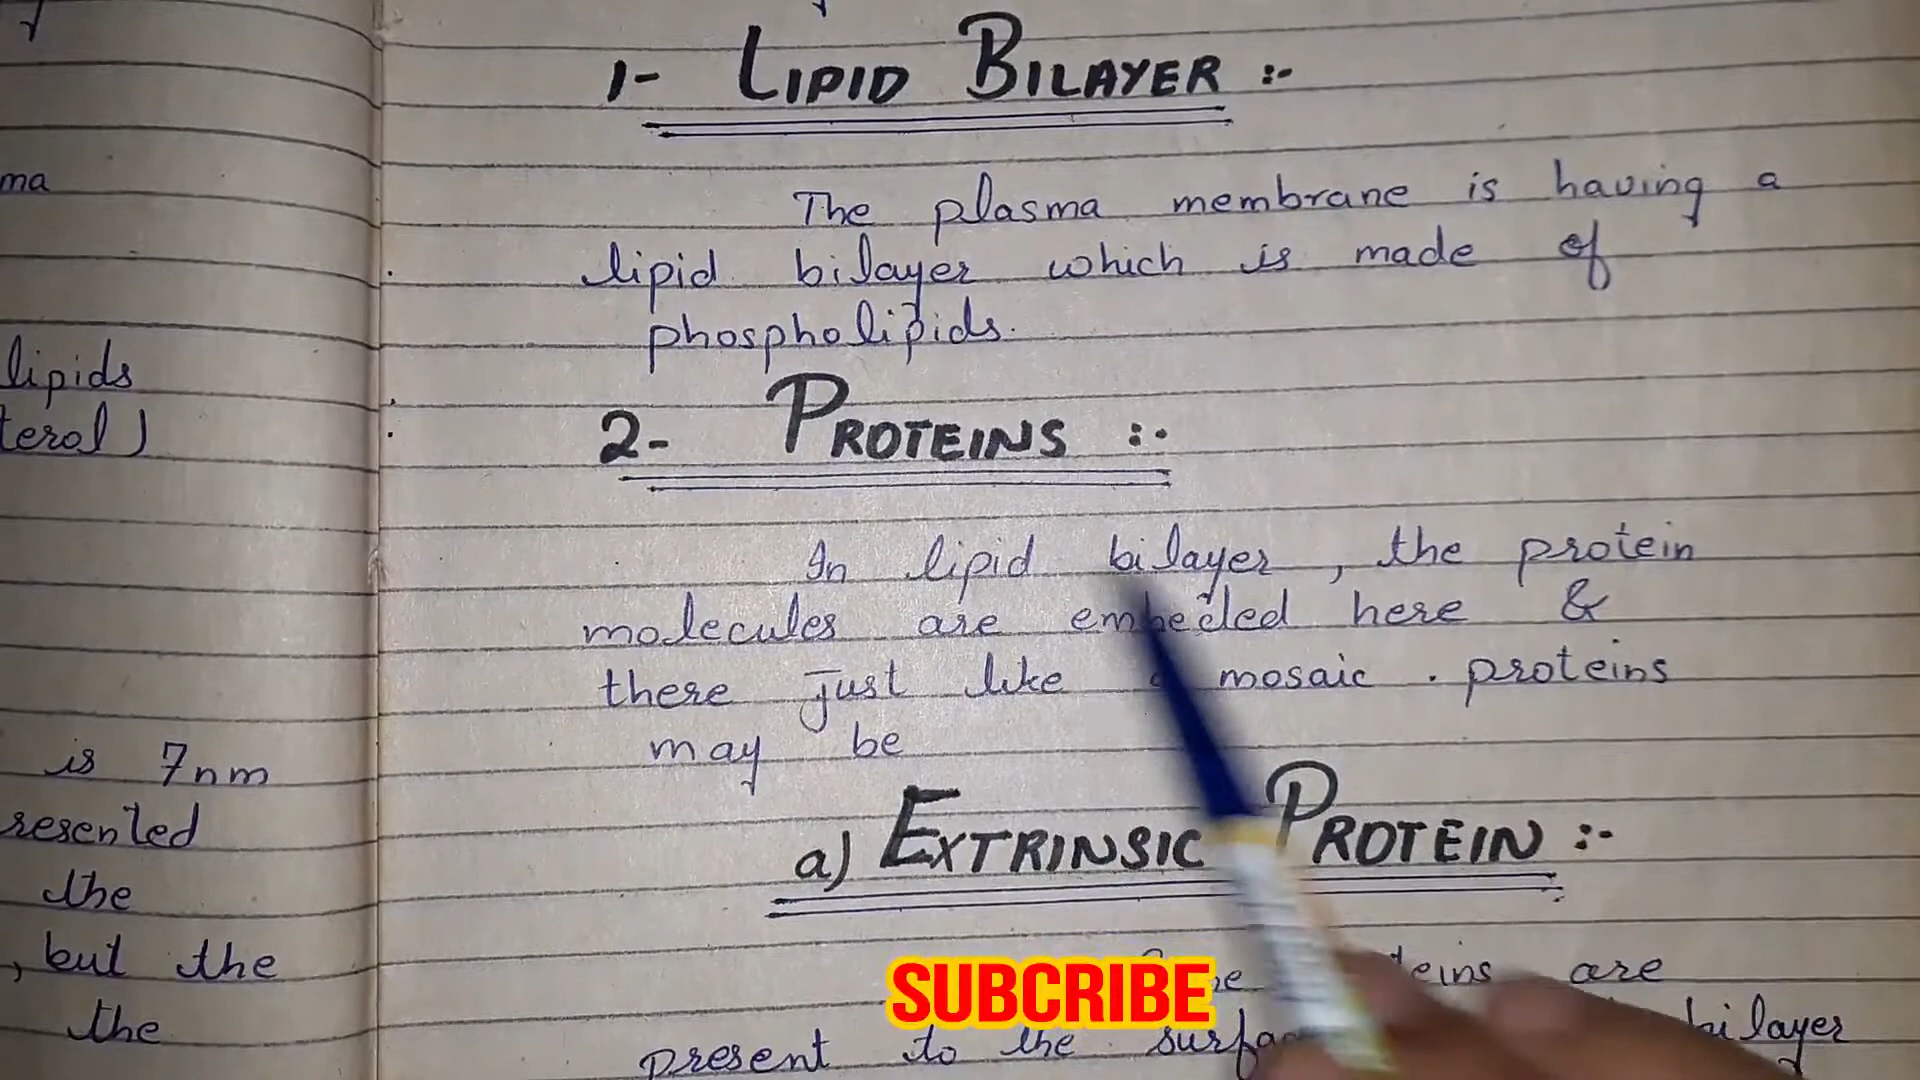 ma
lipids
terol)
is 7nm
resented
the
, but the
the
1- LIPID BILAYER :-
The plasma membrane is having a
lipid bilayer which is made of
phospholipids.
2- PROTEINS :-
In lipid bilayer, the protein
molecules are embeded here &
there just like mosaic. proteins
may be
a) EXTRINSIC PROTEIN :-
are
present to the bilayer
SUBCRIBE